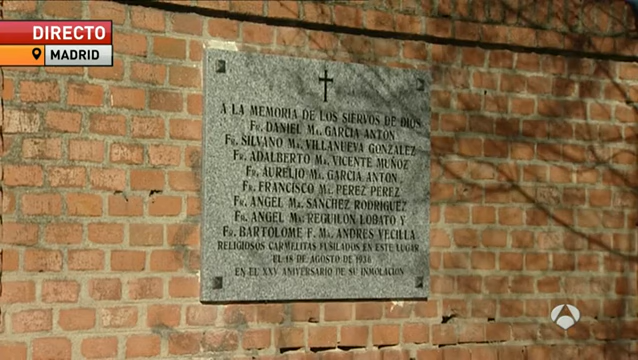 DIRECTO
MADRID
A LA MEMORIA DE LOS SIERVOS DE DIOS
FR. DANIEL Mª. GARCIA ANTON
FR. SILVANO Mª. VILLANUEVA GONZALEZ
FR. ADALBERTO Mª. VICENTE MUÑOZ
FR. AURELIO Mª. GARCIA ANTON
FR. FRANCISCO Mª. PEREZ PEREZ
FR. ANGEL Mª. SANCHEZ RODRIGUEZ
FR. ANGEL Mª. REGUILON LOBATO Y
FR. BARTOLOME F. Mª. ANDRES VECILLA
RELIGIOSOS CARMELITAS FUSILADOS EN ESTE LUGAR
EL 18 DE AGOSTO DE 1936
EN EL XXV ANIVERSARIO DE SU INMOLACION